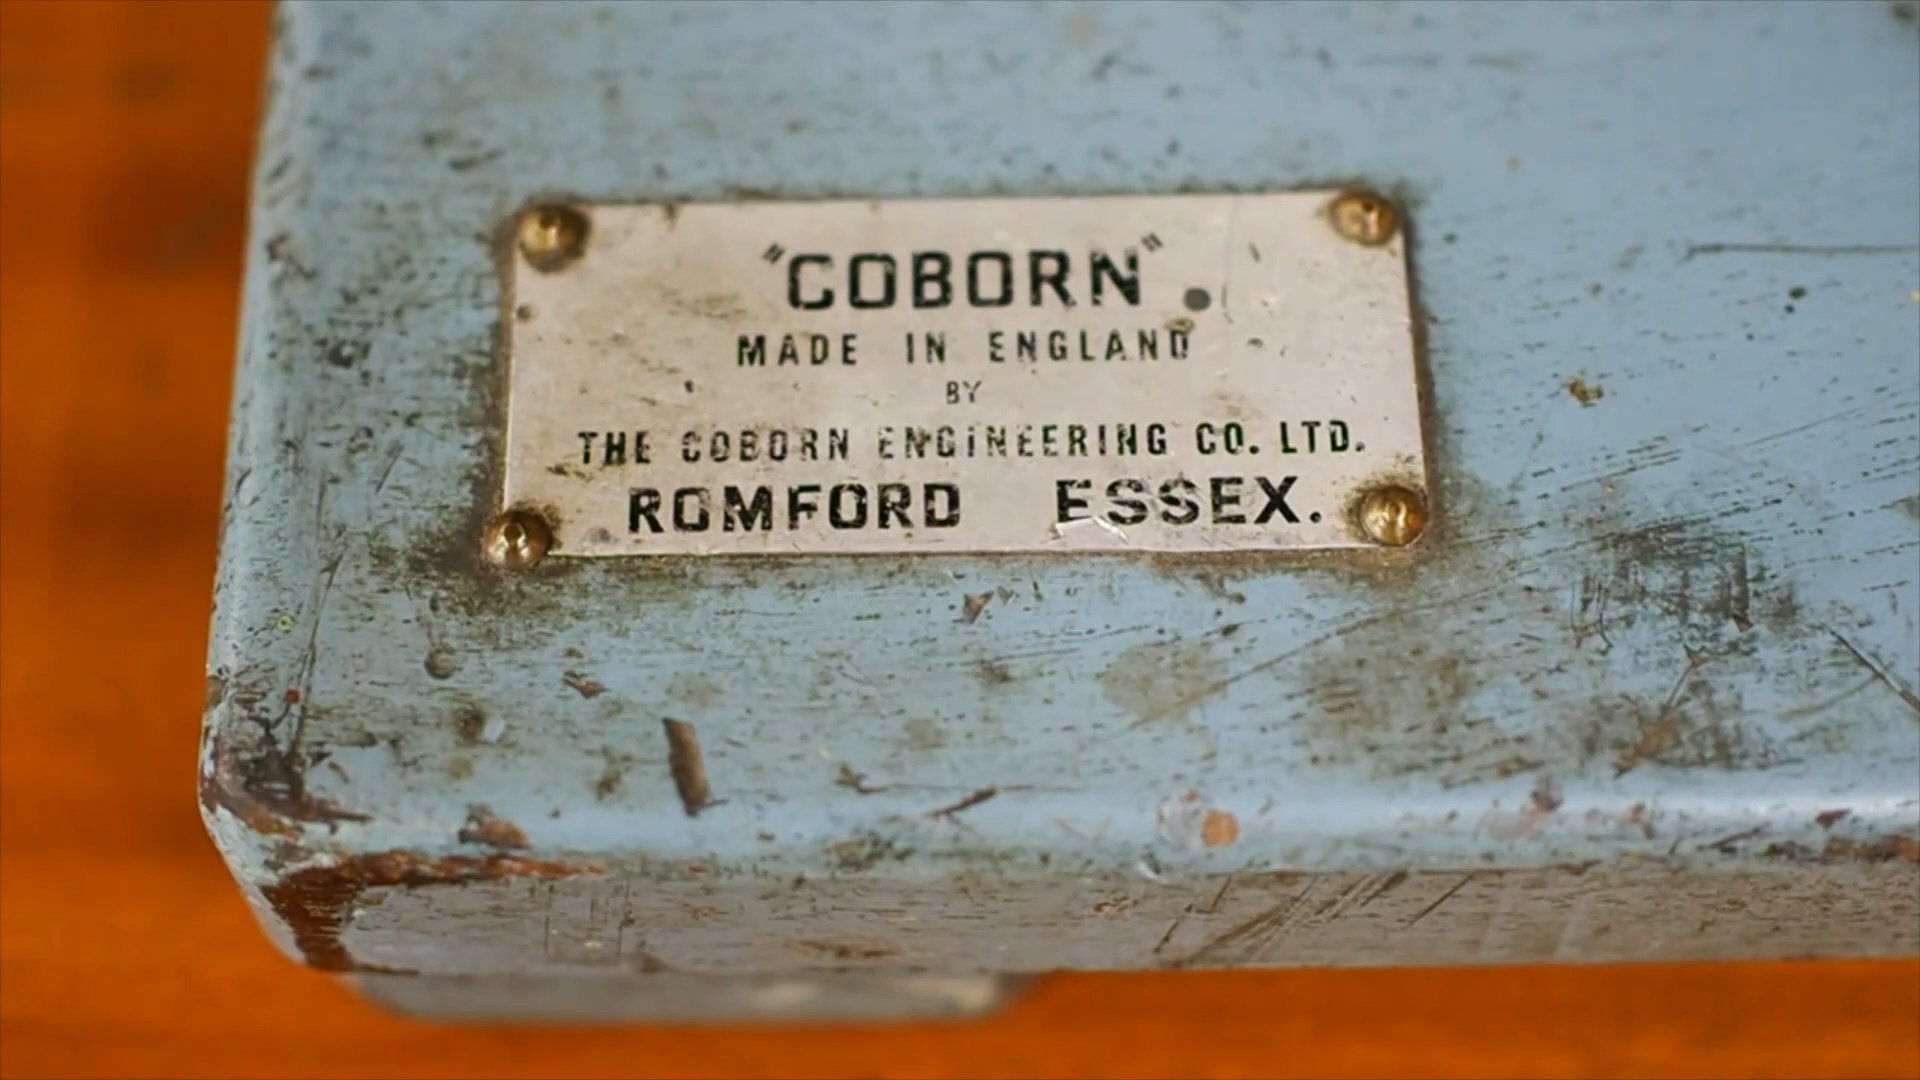 "COBORN"
MADE IN ENGLAND
BY
THE COBORN ENGINEERING CO. LTD.
ROMFORD ESSEX.